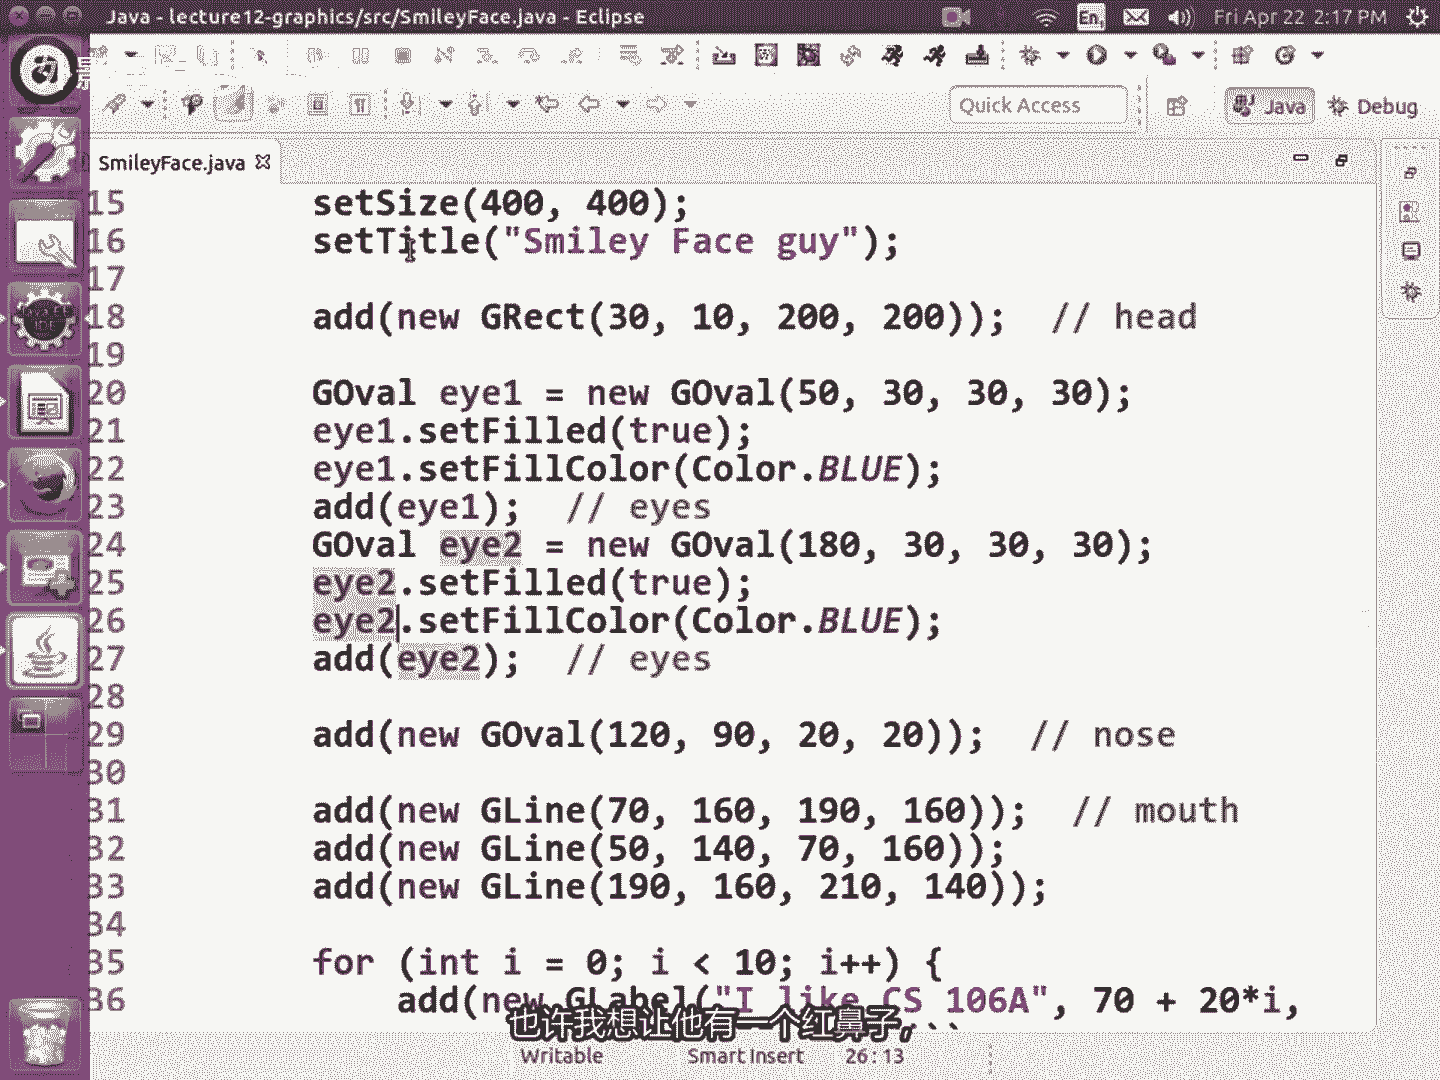 Java - lecture12-graphics/src/SmileyFace.java - Eclipse
En
Fri Apr 22 2:17 PM
Quick Access
Java
Debug
SmileyFace.java
15 setSize(400, 400);
16 setTitle("Smiley Face guy");
17
18 add(new GRect(30, 10, 200, 200)); // head
19
20 GOval eye1 = new GOval(50, 30, 30, 30);
21 eye1.setFilled(true);
22 eye1.setFillColor(Color.BLUE);
23 add(eye1); // eyes
24 GOval eye2 = new GOval(180, 30, 30, 30);
25 eye2.setFilled(true);
26 eye2.setFillColor(Color.BLUE);
27 add(eye2); // eyes
28
29 add(new GOval(120, 90, 20, 20)); // nose
30
31 add(new GLine(70, 160, 190, 160)); // mouth
32 add(new GLine(50, 140, 70, 160));
33 add(new GLine(190, 160, 210, 140));
34
35 for (int i = 0; i < 10; i++) {
36 add(new GLabel("I like CS 106A", 70 + 20*i,
也许我想让他有一个红鼻子,
Writable
Smart Insert
26:13